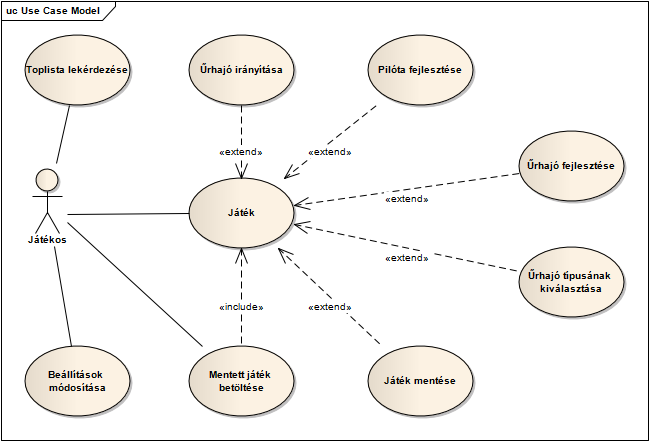 uc Use Case Model
Toplista lekérdezése
Űrhajó irányítása
Pilóta fejlesztése
«extend»
«extend»
Űrhajó fejlesztése
«extend»
Játékos
Játék
«extend»
Űrhajó típusának
kiválasztása
«include»
«extend»
Beállítások
módosítása
Mentett játék
betöltése
Játék mentése